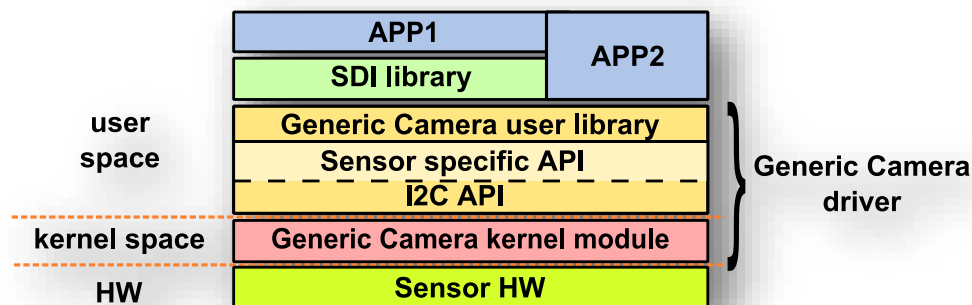 APP1
APP2
SDI library
user
space
Generic Camera user library
Sensor specific API
I2C API
Generic Camera
driver
kernel space
Generic Camera kernel module
HW
Sensor HW